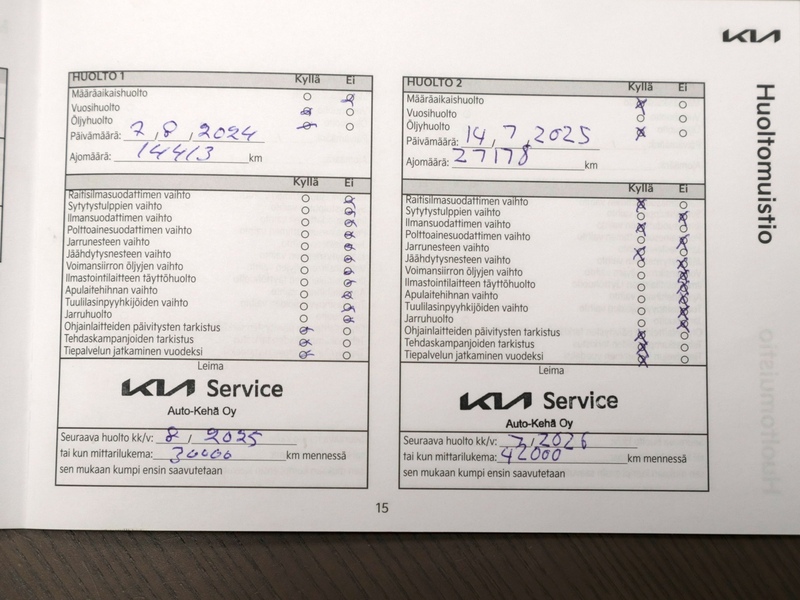 KIA
Huoltomuistio
HUOLTO 1 Kyllä Ei
Määräaikaishuolto
Vuosihuolto
Öljyhuolto
Päivämäärä: 7, 8, 2024
Ajomäärä: 14413 km
Kyllä Ei
Raitisilmasuodattimen vaihto
Sytytystulppien vaihto
Ilmansuodattimen vaihto
Polttoainesuodattimen vaihto
Jarrunesteen vaihto
Jäähdytysnesteen vaihto
Voimansiirron öljyjen vaihto
Ilmastointilaitteen täyttöhuolto
Apulaitehihnan vaihto
Tuulilasinpyyhkijöiden vaihto
Jarruhuolto
Ohjainlaitteiden päivitysten tarkistus
Tehdaskampanjoiden tarkistus
Tiepalvelun jatkaminen vuodeksi
Leima
KIA Service
Auto-Kehä Oy
Seuraava huolto kk/v: 8, 2025
tai kun mittarilukema: 30000 km mennessä
sen mukaan kumpi ensin saavutetaan
HUOLTO 2 Kyllä Ei
Määräaikaishuolto
Vuosihuolto
Öljyhuolto
Päivämäärä: 14, 7, 2025
Ajomäärä: 27178 km
Kyllä Ei
Raitisilmasuodattimen vaihto
Sytytystulppien vaihto
Ilmansuodattimen vaihto
Polttoainesuodattimen vaihto
Jarrunesteen vaihto
Jäähdytysnesteen vaihto
Voimansiirron öljyjen vaihto
Ilmastointilaitteen täyttöhuolto
Apulaitehihnan vaihto
Tuulilasinpyyhkijöiden vaihto
Jarruhuolto
Ohjainlaitteiden päivitysten tarkistus
Tehdaskampanjoiden tarkistus
Tiepalvelun jatkaminen vuodeksi
Leima
KIA Service
Auto-Kehä Oy
Seuraava huolto kk/v: 7, 2026
tai kun mittarilukema: 42000 km mennessä
sen mukaan kumpi ensin saavutetaan
15